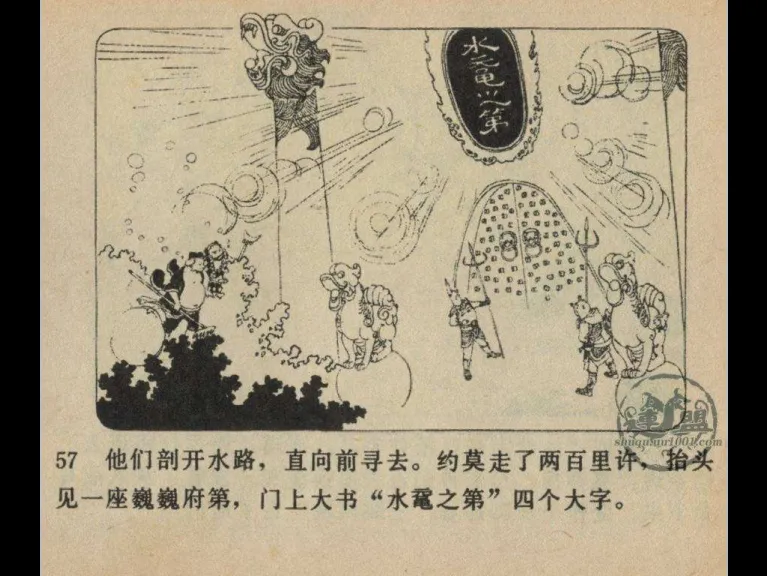 水鼋之第
57 他们剖开水路，直向前寻去。约莫走了两百里许，抬头
见一座巍巍府第，门上大书“水鼋之第”四个大字。